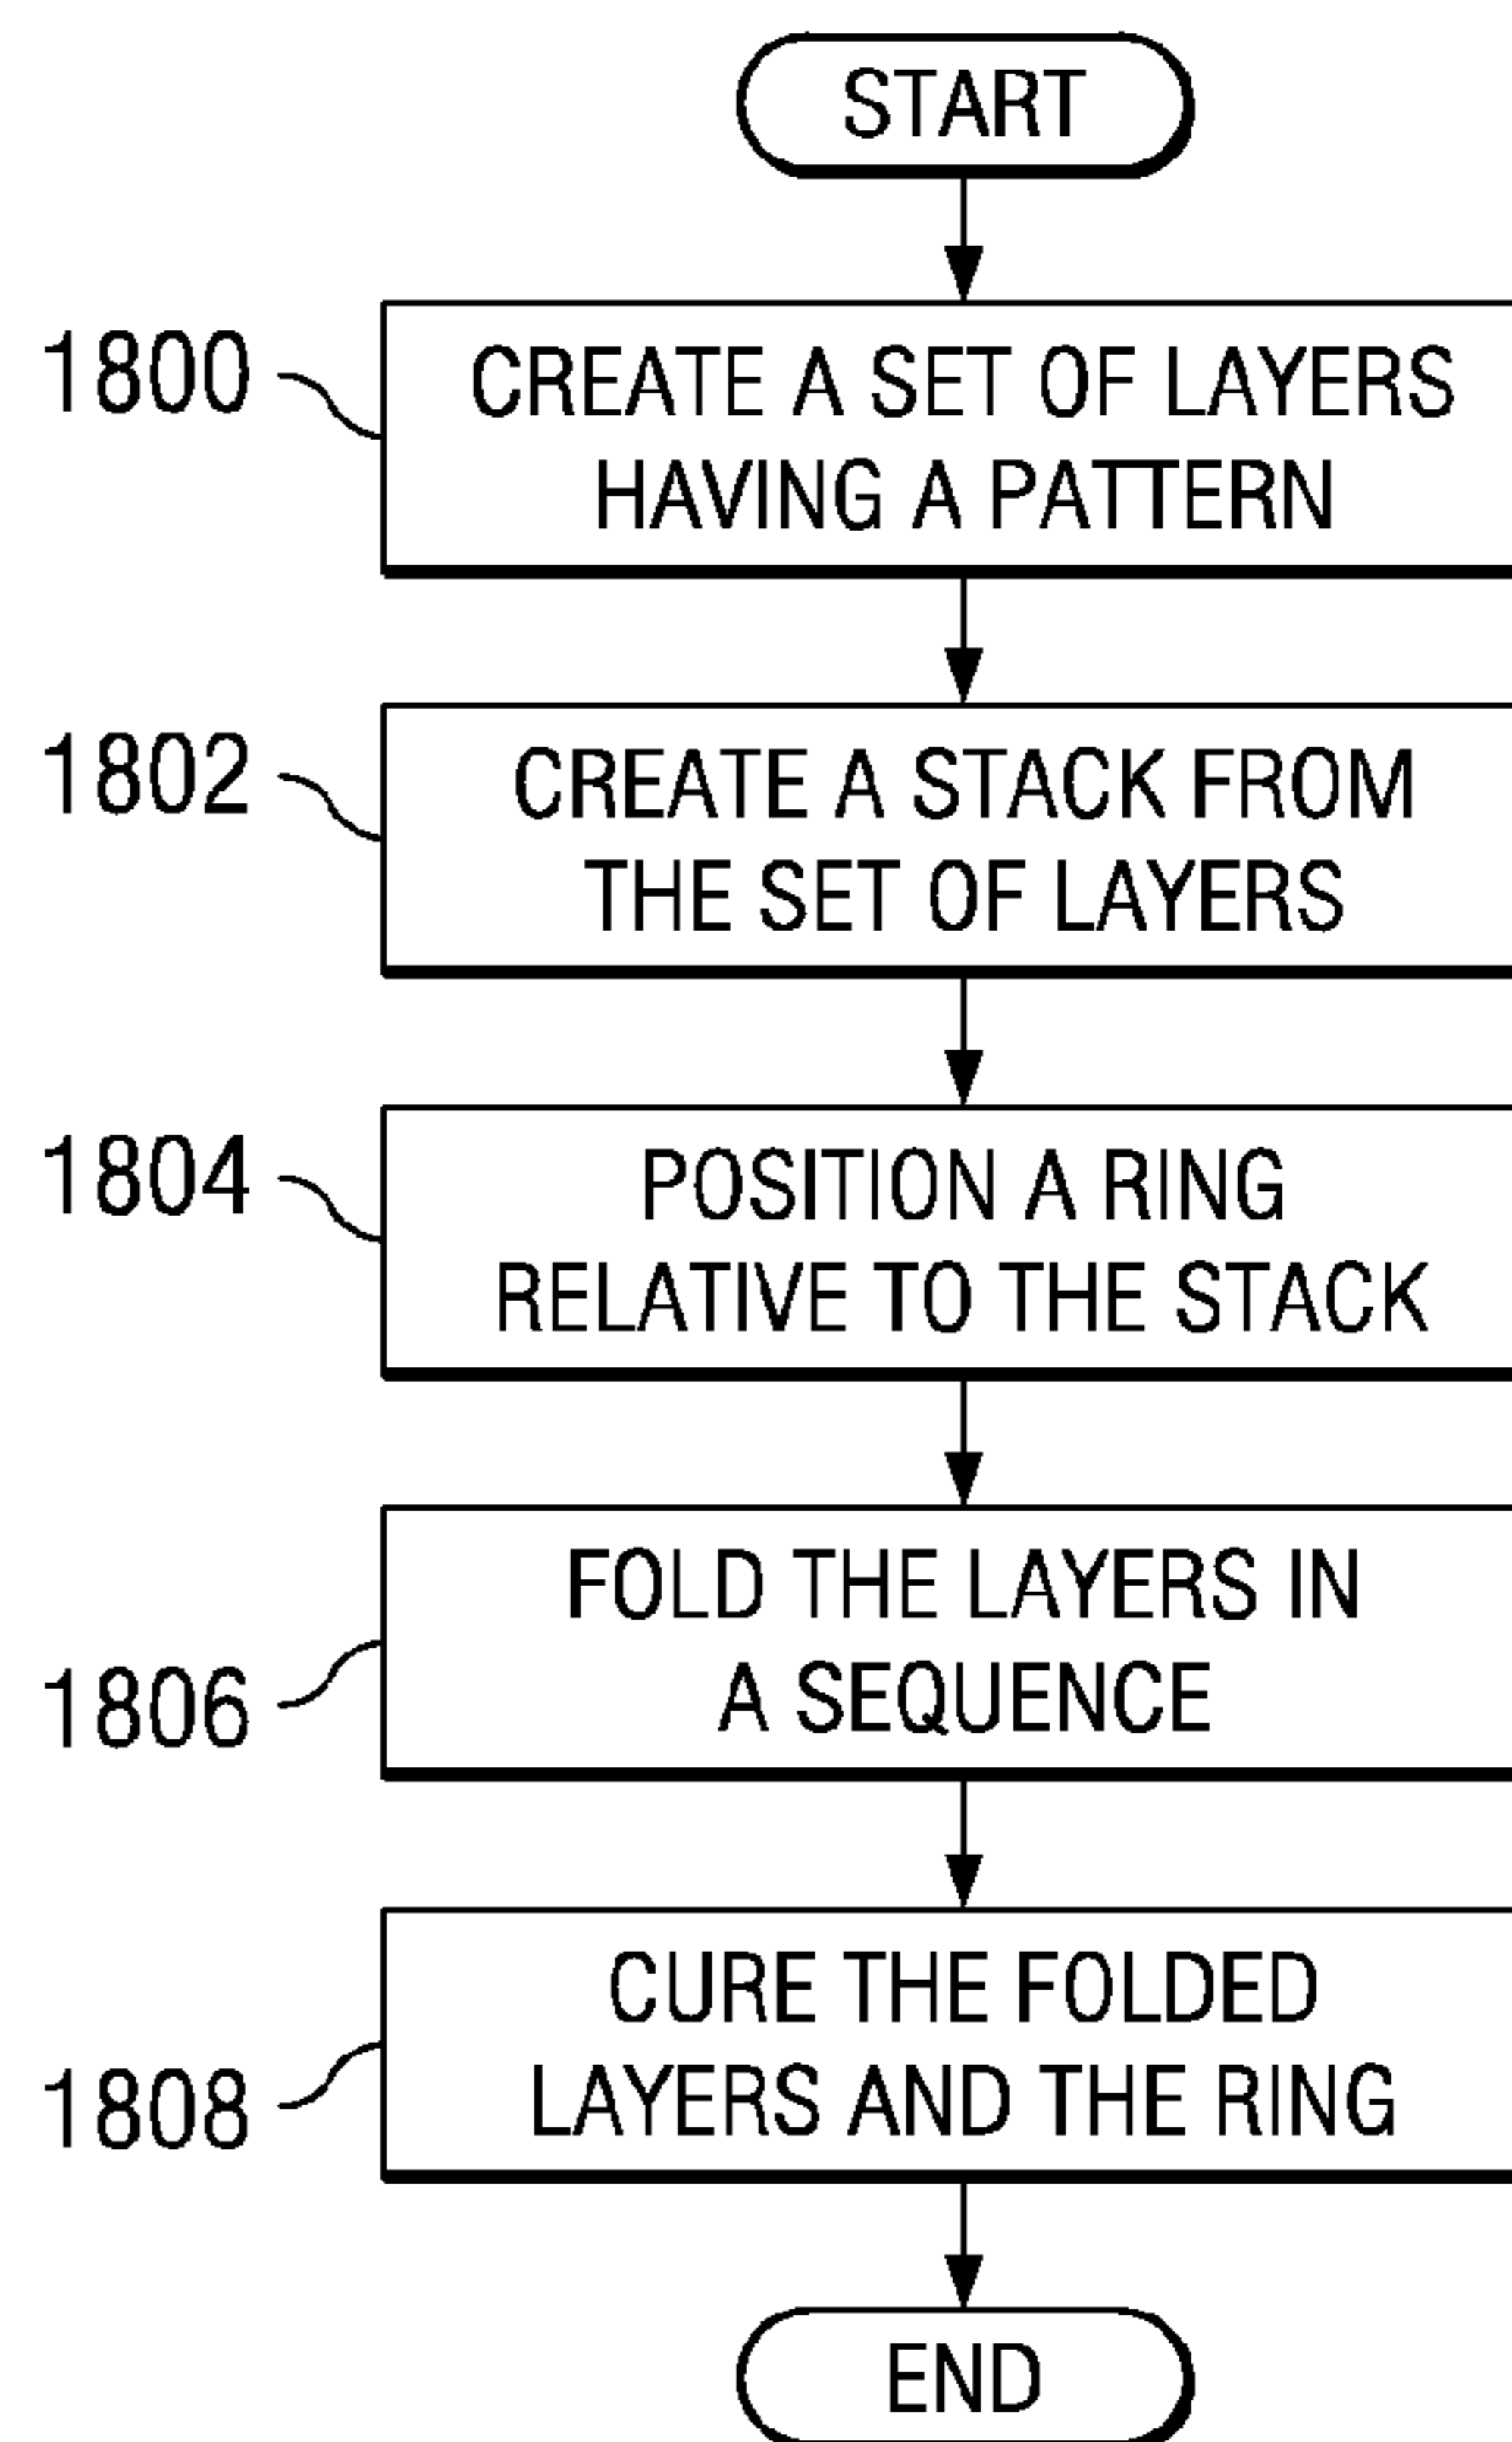 START
1800
CREATE A SET OF LAYERS
HAVING A PATTERN
1802
CREATE A STACK FROM
THE SET OF LAYERS
1804
POSITION A RING
RELATIVE TO THE STACK
1806
FOLD THE LAYERS IN
A SEQUENCE
1808
CURE THE FOLDED
LAYERS AND THE RING
END